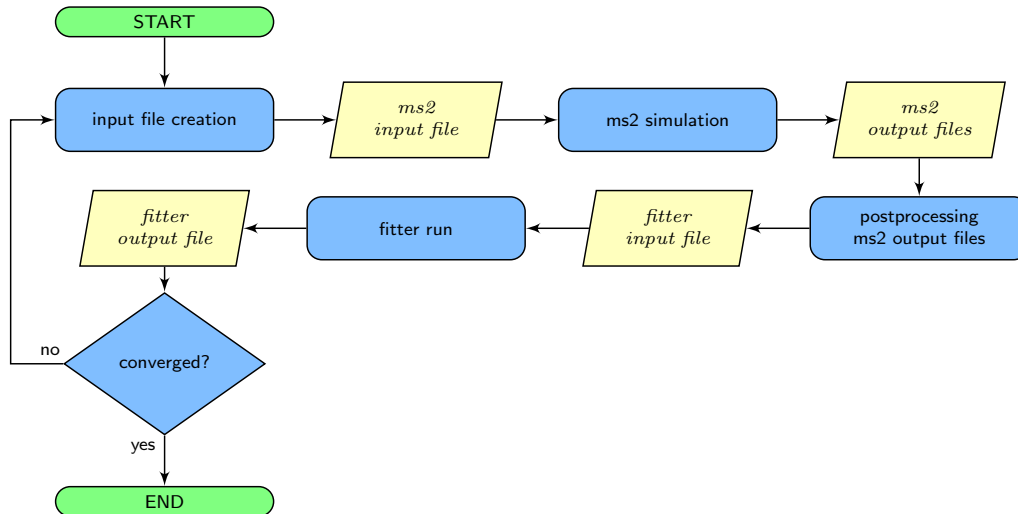 START
input file creation
ms2
input file
ms2 simulation
ms2
output files
fitter
output file
fitter run
fitter
input file
postprocessing
ms2 output files
no
converged?
yes
END